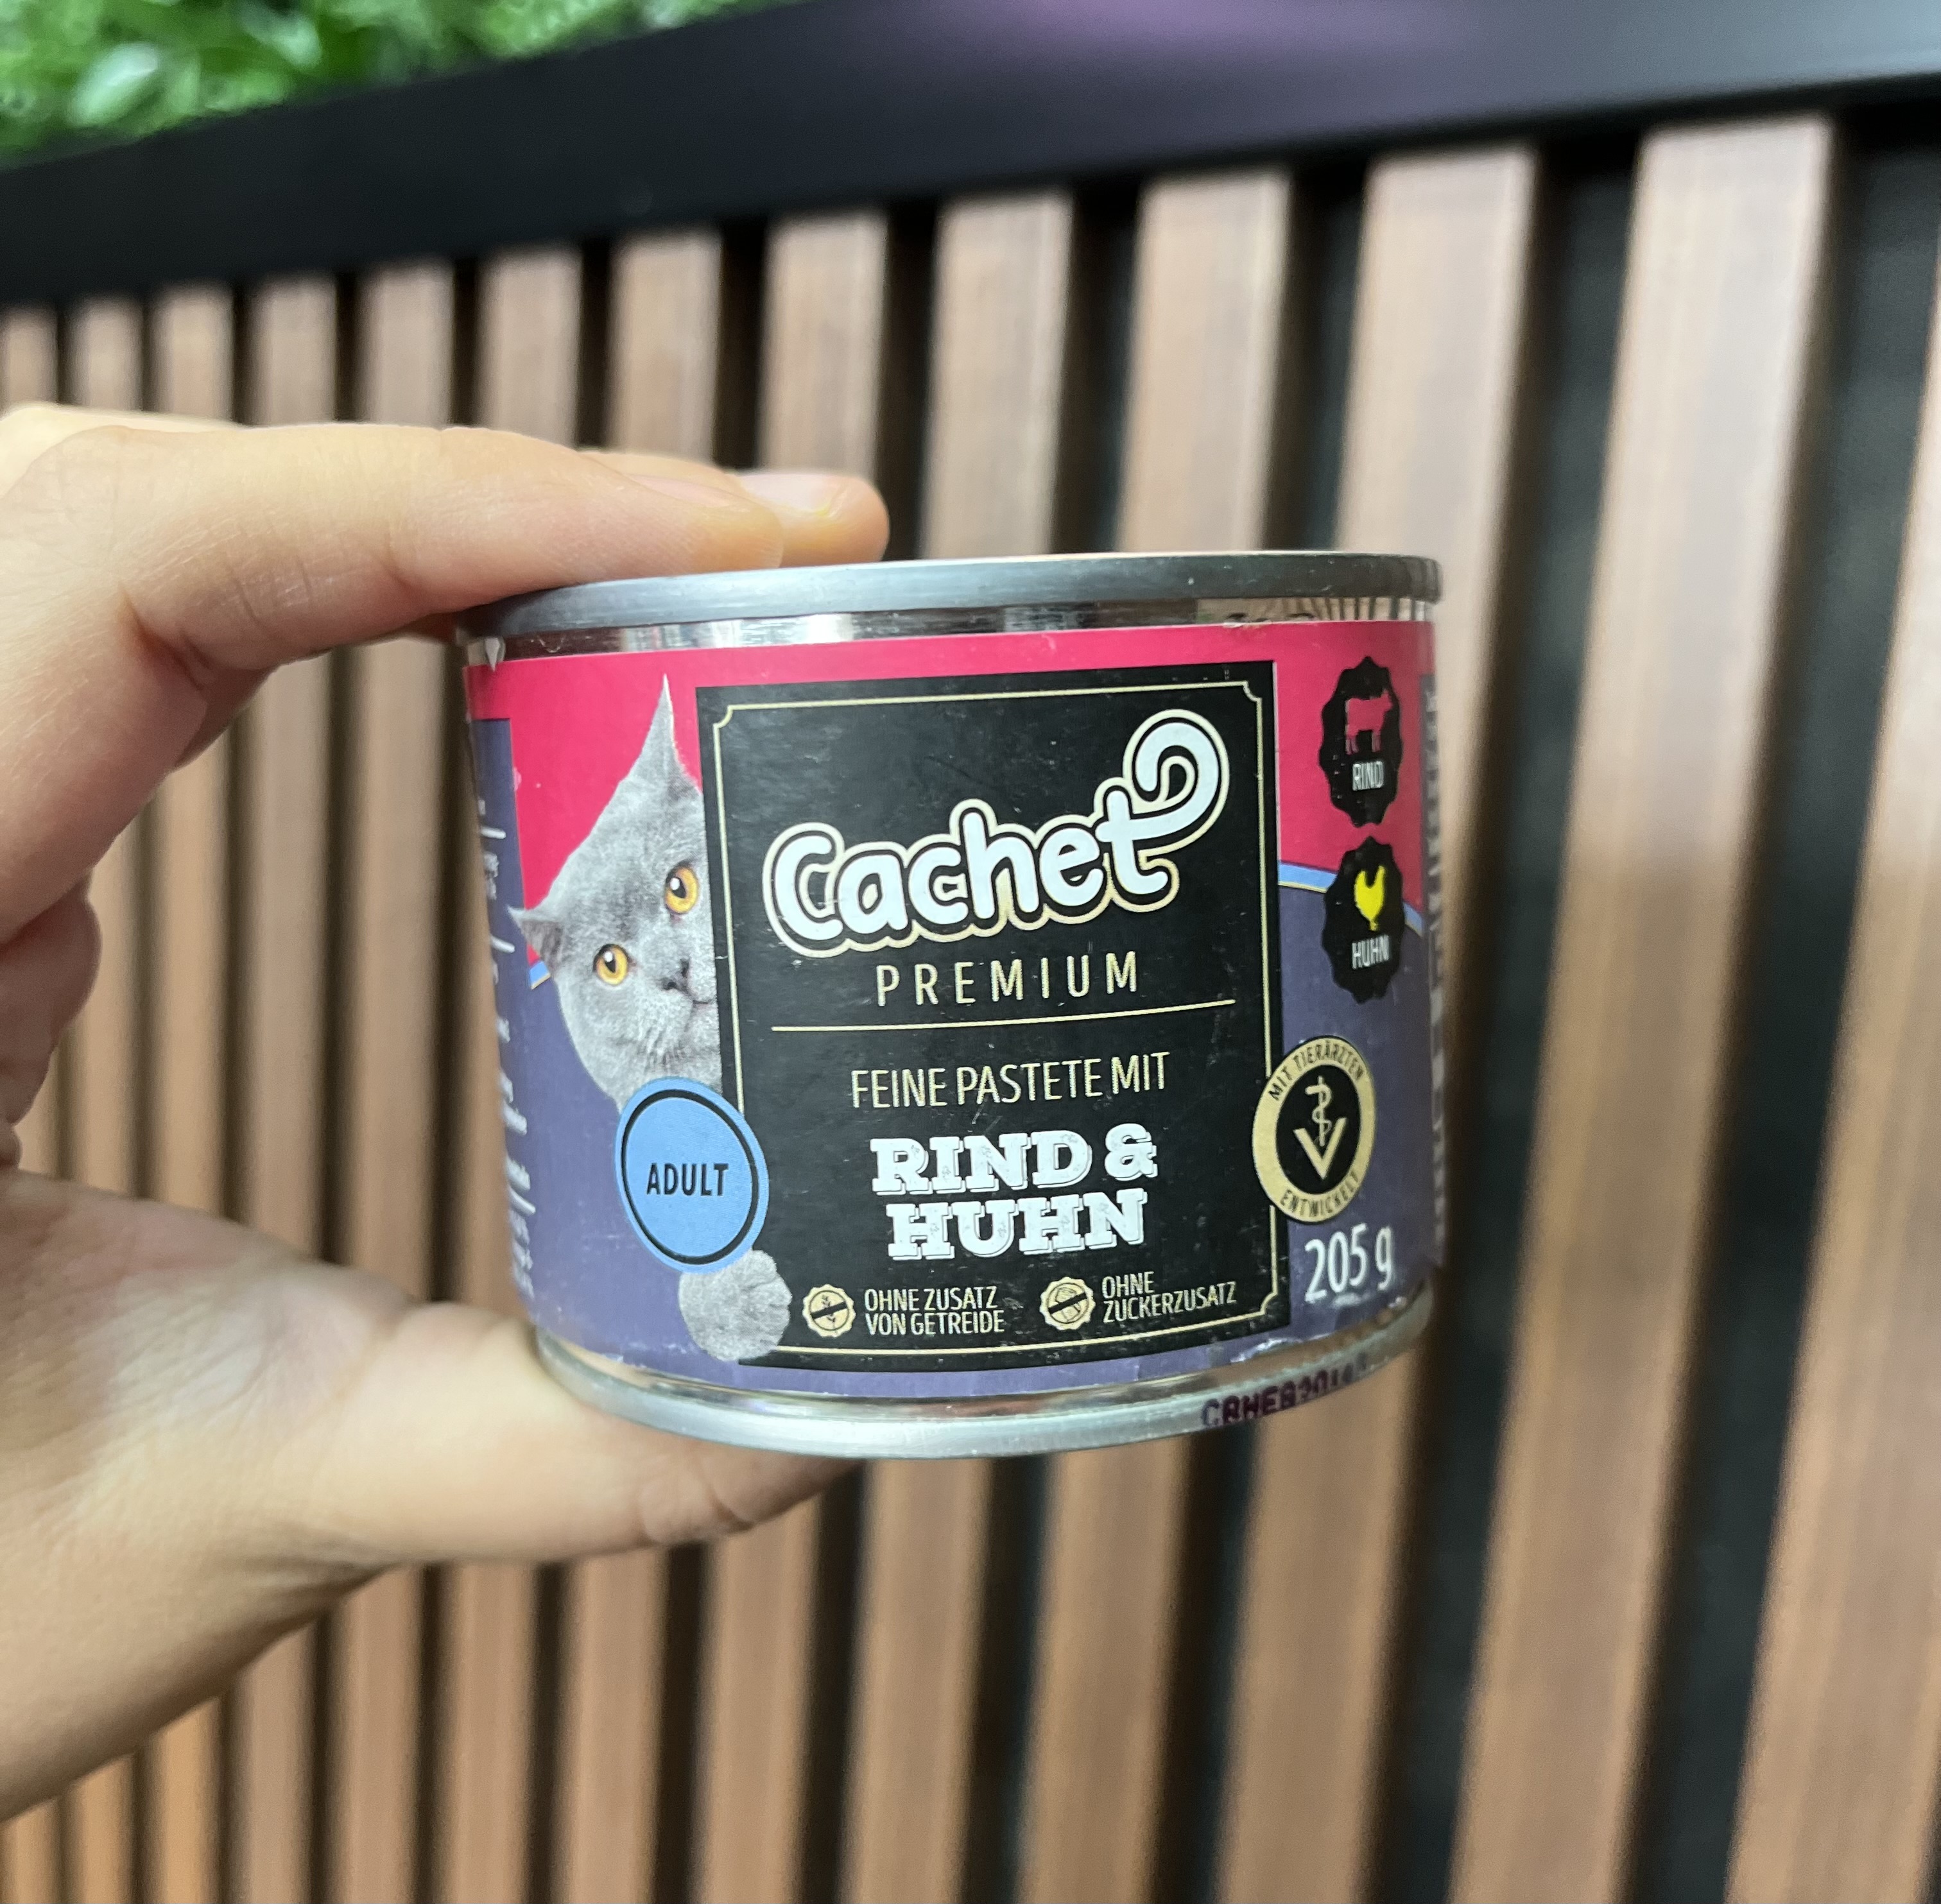 Cachet
PREMIUM
FEINE PASTETE MIT
RIND &
HUHN
OHNE ZUSATZ
VON GETREIDE
OHNE
ZUCKERZUSATZ
ADULT
RIND
HUHN
MIT TIERÄRZTEN
V
ENTWICKELT
205 g